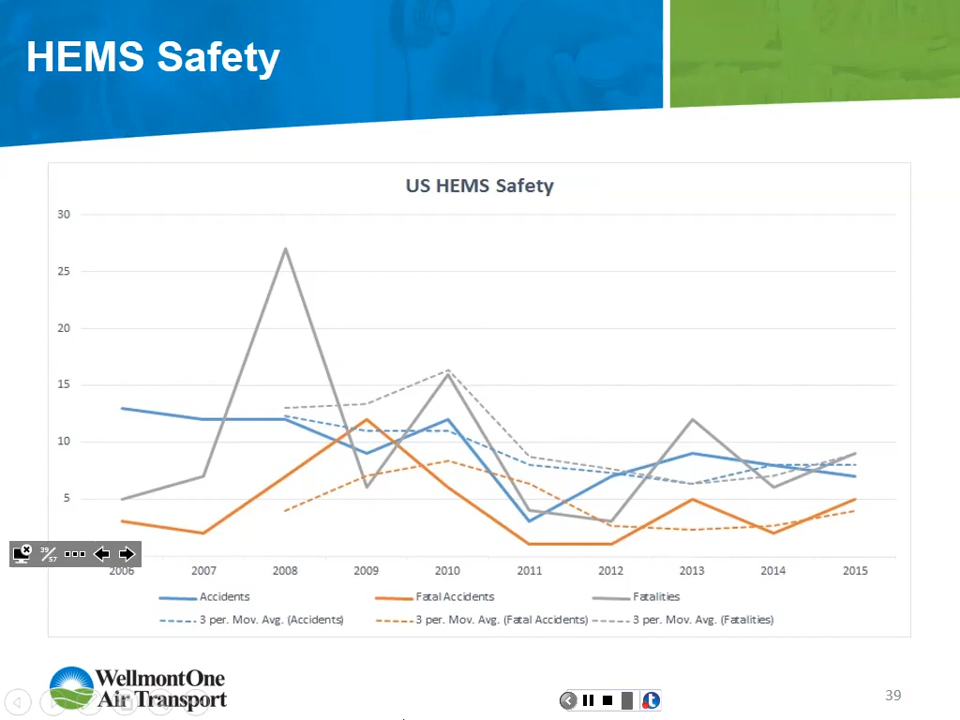 HEMS Safety
US HEMS Safety
30
25
20
15
10
5
39/57
2006 2007 2008 2009 2010 2011 2012 2013 2014 2015
Accidents Fatal Accidents Fatalities
3 per. Mov. Avg. (Accidents) 3 per. Mov. Avg. (Fatal Accidents) 3 per. Mov. Avg. (Fatalities)
WellmontOne
Air Transport
39